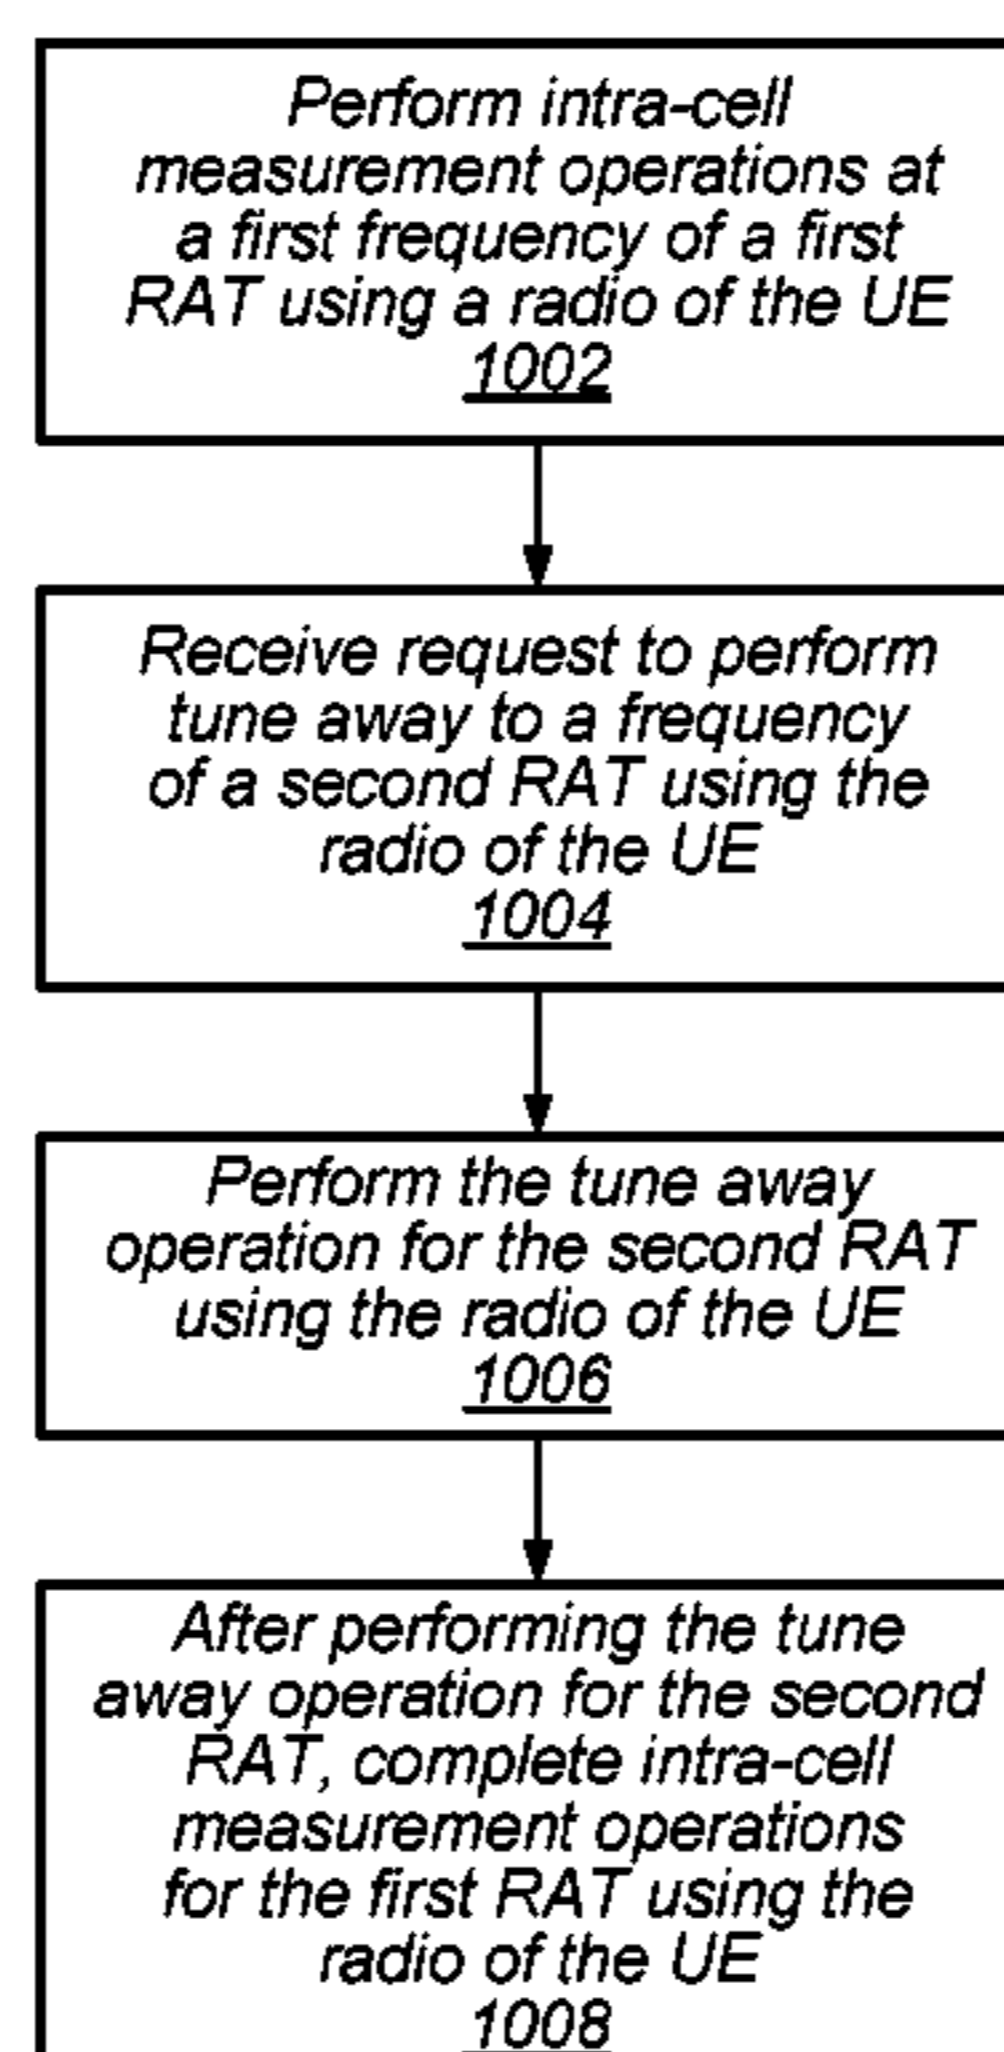 Perform intra-cell
measurement operations at
a first frequency of a first
RAT using a radio of the UE
1002
Receive request to perform
tune away to a frequency
of a second RAT using the
radio of the UE
1004
Perform the tune away
operation for the second RAT
using the radio of the UE
1006
After performing the tune
away operation for the second
RAT, complete intra-cell
measurement operations
for the first RAT using the
radio of the UE
1008